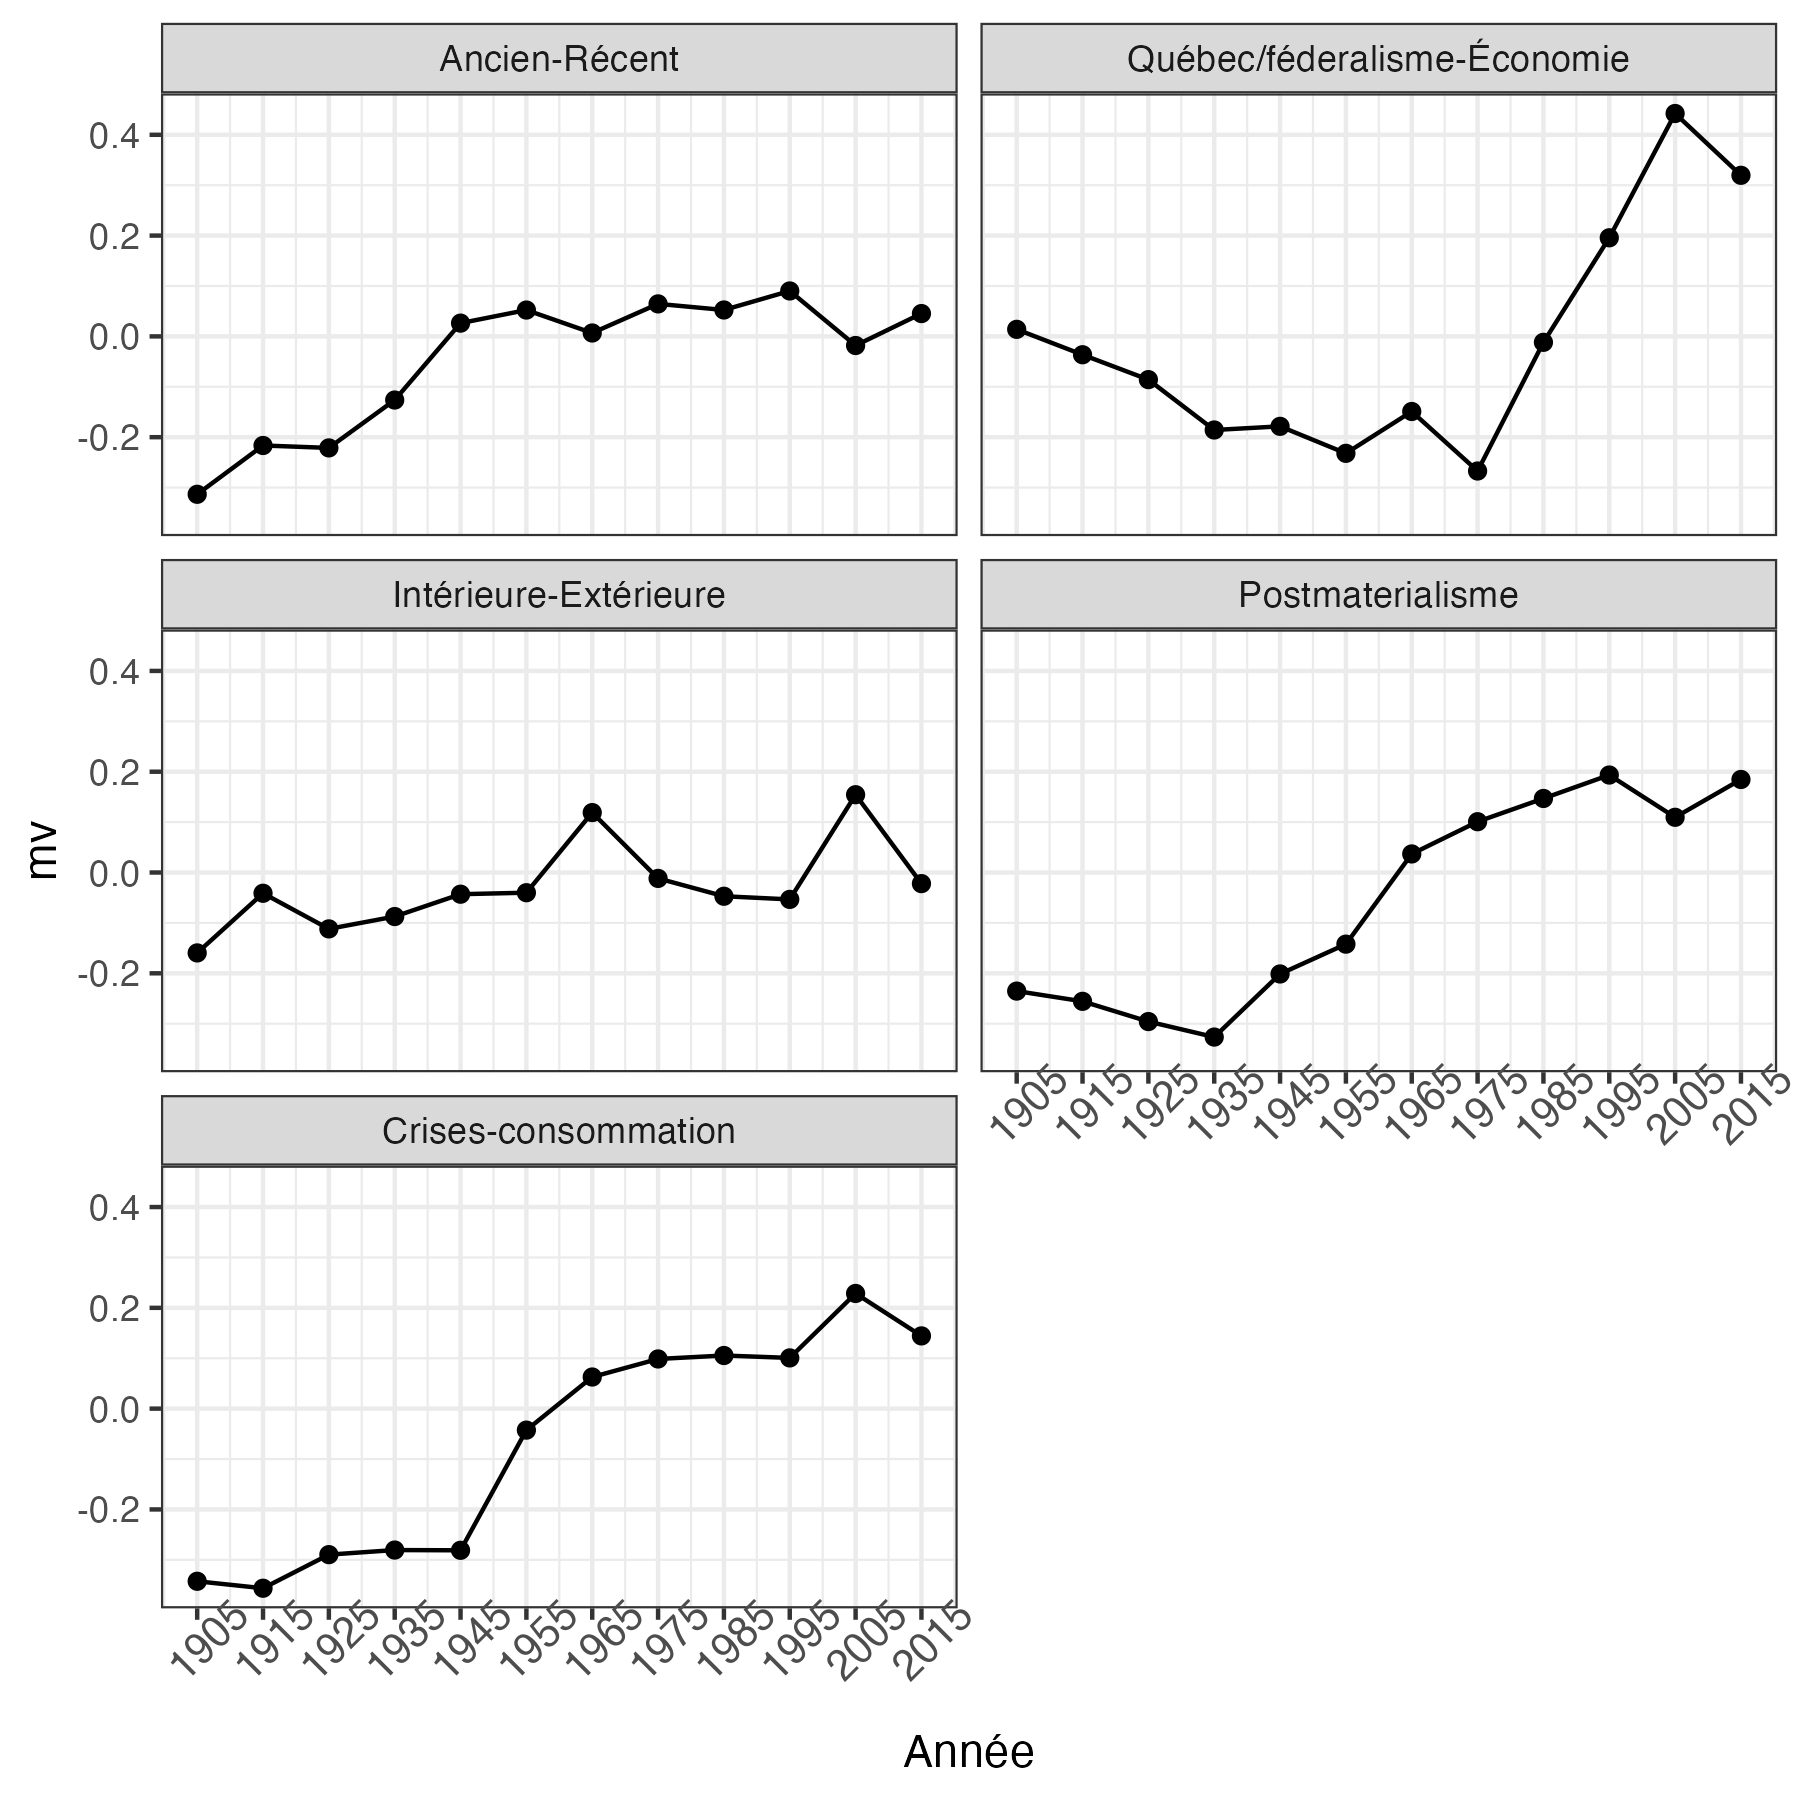 Ancien-Récent
Québec/féderalisme-Économie
0.4
0.2
0.0
-0.2
Intérieure-Extérieure
Postmaterialisme
0.4
0.2
0.0
-0.2
1905 1915 1925 1935 1945 1955 1965 1975 1985 1995 2005 2015
Crises-consommation
0.4
0.2
0.0
-0.2
1905 1915 1925 1935 1945 1955 1965 1975 1985 1995 2005 2015
mv
Année